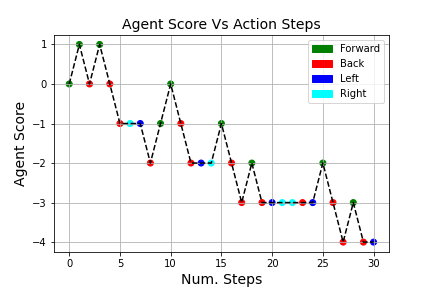 Agent Score Vs Action Steps
Agent Score
1
0
−1
−2
−3
−4
Forward
Back
Left
Right
0 5 10 15 20 25 30
Num. Steps